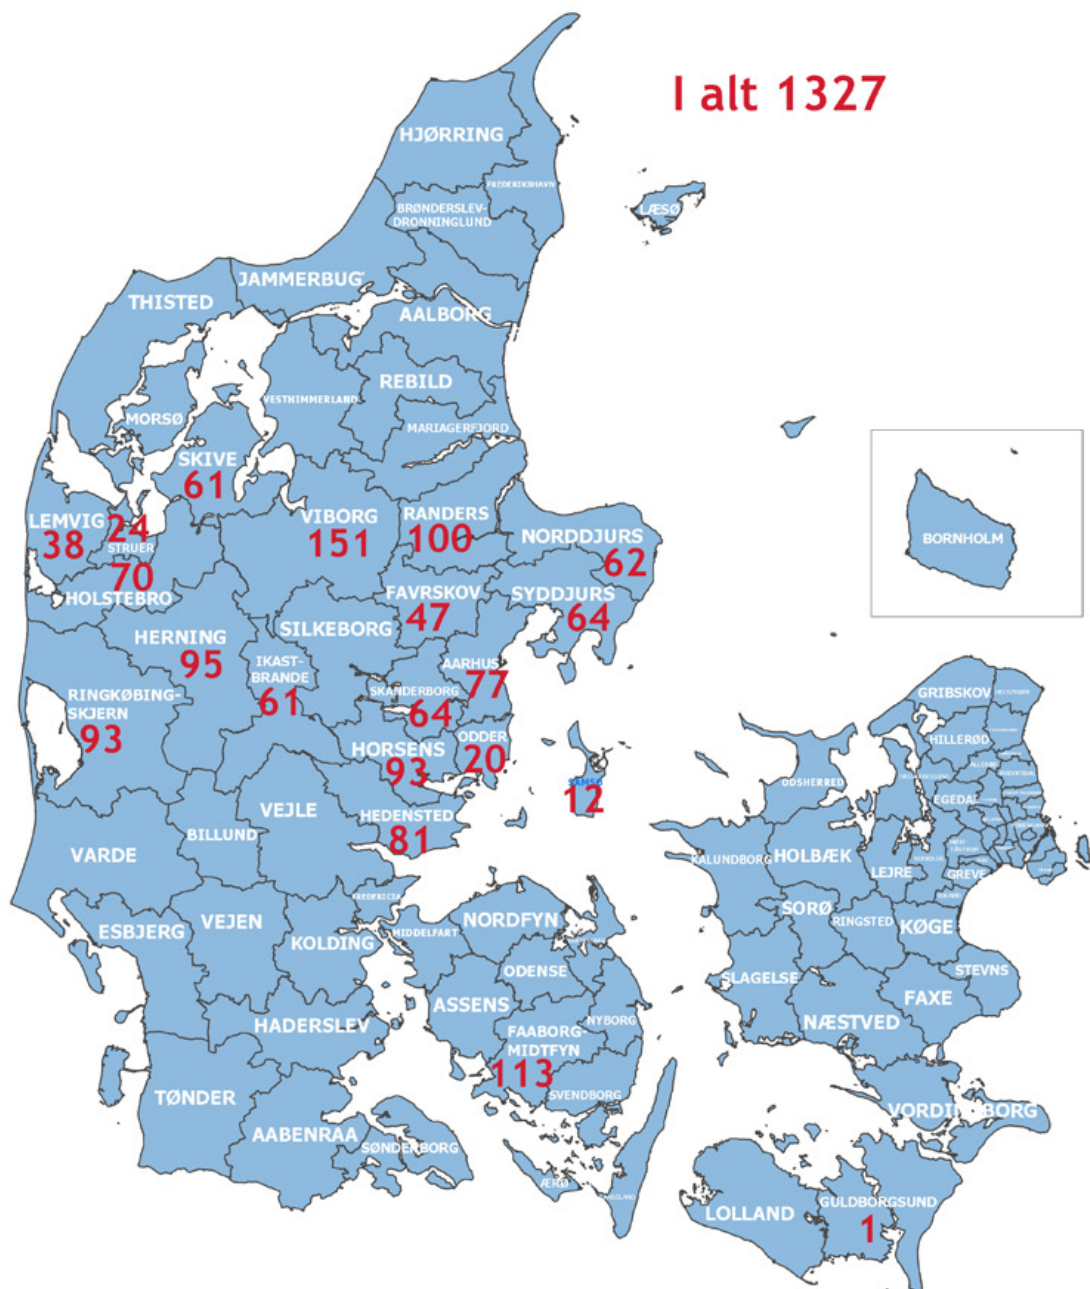 I alt 1327
HJØRRING
FREDERIKSHAVN
BRØNDERSLEV-
DRONNINGLUND
LÆSØ
JAMMERBUGT
THISTED
AALBORG
REBILD
VESTHIMMERLAND
MORSØ
MARIAGERFJORD
SKIVE
61
LEMVIG
38
24
STRUER
70
HOLSTEBRO
VIBORG
151
RANDERS
100
NORDDJURS
62
FAVRSKOV
47
SYDDJURS
64
SILKEBORG
HERNING
95
IKAST-
BRANDE
61
AARHUS
77
SKANDERBORG
64
RINGKØBING-
SKJERN
93
HORSENS
93
ODDER
20
SAMSØ
12
HEDENSTED
81
VEJLE
BILLUND
VARDE
BORNHOLM
GRIBSKOV
HILLERØD
ODSHERRED
EGEDAL
KALUNDBORG
HOLBÆK
LEJRE
GREVE
FREDERICIA
VEJEN
ESBJERG
KOLDING
MIDDELFART
NORDFYN
SORØ
RINGSTED
KØGE
ODENSE
SLAGELSE
STEVNS
ASSENS
FAXE
NÆSTVED
HADERSLEV
FAABORG-
MIDTFYN
113
NYBORG
SVENDBORG
TØNDER
VORDINGBORG
AABENRAA
SØNDERBORG
ÆRØ
LANGELAND
LOLLAND
GULDBORGSUND
1